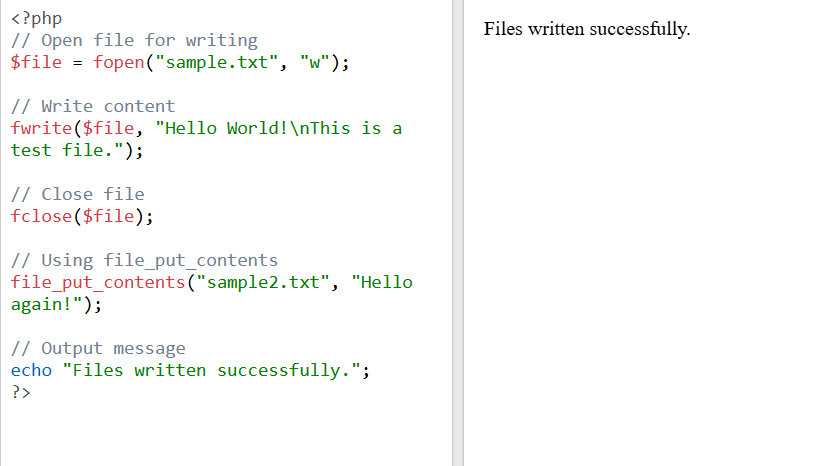 <?php
// Open file for writing
$file = fopen("sample.txt", "w");
// Write content
fwrite($file, "Hello World!\nThis is a
test file.");
// Close file
fclose($file);
// Using file_put_contents
file_put_contents("sample2.txt", "Hello
again!");
// Output message
echo "Files written successfully.";
?>
Files written successfully.